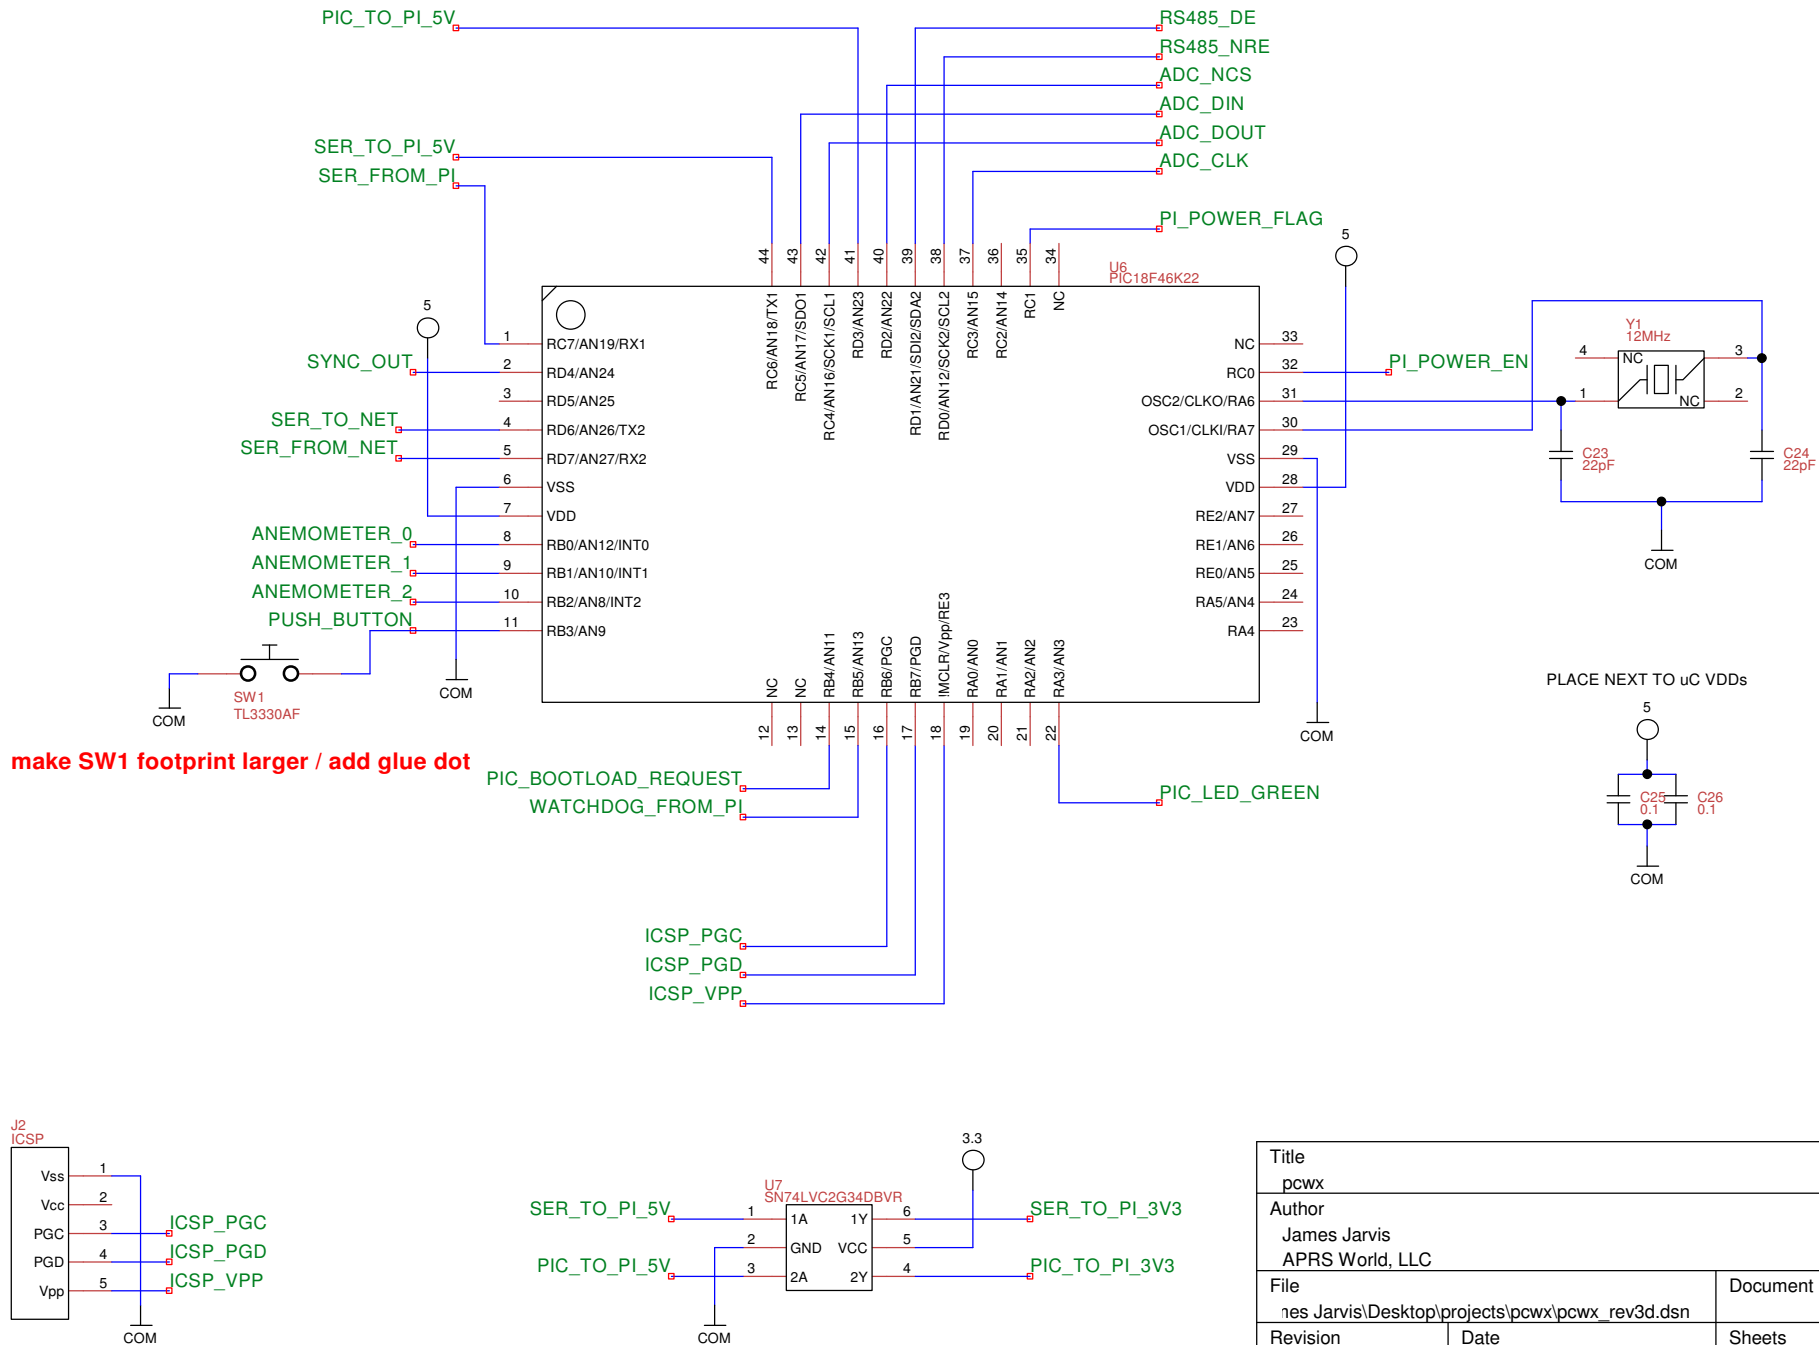 PIC_TO_PI_5V
RS485_DE
RS485_NRE
ADC_NCS
ADC_DIN
ADC_DOUT
ADC_CLK
SER_TO_PI_5V
SER_FROM_PI
PI_POWER_FLAG
44
43
42
41
40
39
38
37
36
35
34
U6
PIC18F46K22
RC6/AN18/TX1
RC5/AN17/SDO1
RC4/AN16/SCK1/SCL1
RD3/AN23
RD2/AN22
RD1/AN21/SDI2/SDA2
RD0/AN12/SCK2/SCL2
RC3/AN15
RC2/AN14
RC1
NC
5
5
1 RC7/AN19/RX1
SYNC_OUT 2 RD4/AN24
3 RD5/AN25
SER_TO_NET 4 RD6/AN26/TX2
SER_FROM_NET 5 RD7/AN27/RX2
6 VSS
7 VDD
ANEMOMETER_0 8 RB0/AN12/INT0
ANEMOMETER_1 9 RB1/AN10/INT1
ANEMOMETER_2 10 RB2/AN8/INT2
PUSH_BUTTON 11 RB3/AN9
NC 33
RC0 32 PI_POWER_EN
OSC2/CLKO/RA6 31
OSC1/CLKI/RA7 30
VSS 29
VDD 28
RE2/AN7 27
RE1/AN6 26
RE0/AN5 25
RA5/AN4 24
RA4 23
Y1
12MHz
4 NC 3
1 NC 2
C23
22pF
C24
22pF
COM
SW1
TL3330AF
COM
COM
COM
make SW1 footprint larger / add glue dot
NC
NC
RB4/AN11
RB5/AN13
RB6/PGC
RB7/PGD
!MCLR/Vpp/RE3
RA0/AN0
RA1/AN1
RA2/AN2
RA3/AN3
12
13
14
15
16
17
18
19
20
21
22
PIC_BOOTLOAD_REQUEST
WATCHDOG_FROM_PI
PIC_LED_GREEN
PLACE NEXT TO uC VDDs
5
C25
0.1
C26
0.1
COM
ICSP_PGC
ICSP_PGD
ICSP_VPP
J2
ICSP
Vss 1
Vcc 2
PGC 3 ICSP_PGC
PGD 4 ICSP_PGD
Vpp 5 ICSP_VPP
COM
3.3
U7
SN74LVC2G34DBVR
SER_TO_PI_5V 1 1A 1Y 6 SER_TO_PI_3V3
2 GND VCC 5
PIC_TO_PI_5V 3 2A 2Y 4 PIC_TO_PI_3V3
COM
Title
pcwx
Author
James Jarvis
APRS World, LLC
File Document
nes Jarvis\Desktop\projects\pcwx\pcwx_rev3d.dsn
Revision Date Sheets